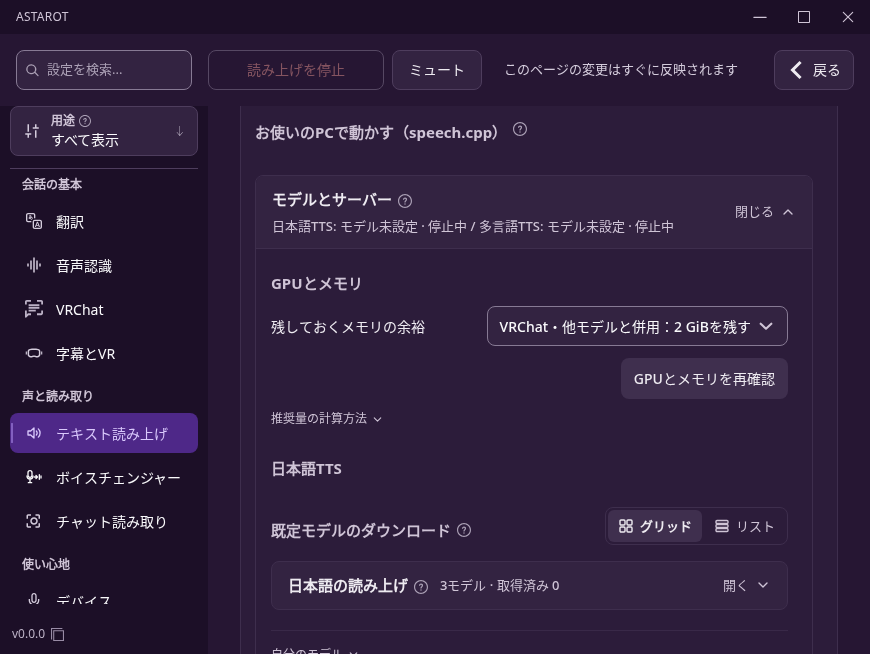 ASTAROT
設定を検索...
読み上げを停止
ミュート
このページの変更はすぐに反映されます
戻る
用途
すべて表示
会話の基本
翻訳
音声認識
VRChat
字幕とVR
声と読み取り
テキスト読み上げ
ボイスチェンジャー
チャット読み取り
使い心地
デバイス
v0.0.0
お使いのPCで動かす（speech.cpp）
モデルとサーバー
日本語TTS: モデル未設定 · 停止中 / 多言語TTS: モデル未設定 · 停止中
閉じる
GPUとメモリ
残しておくメモリの余裕
VRChat・他モデルと併用：2 GiBを残す
GPUとメモリを再確認
推奨量の計算方法
日本語TTS
既定モデルのダウンロード
グリッド
リスト
日本語の読み上げ
3モデル · 取得済み 0
開く
自分のモデル